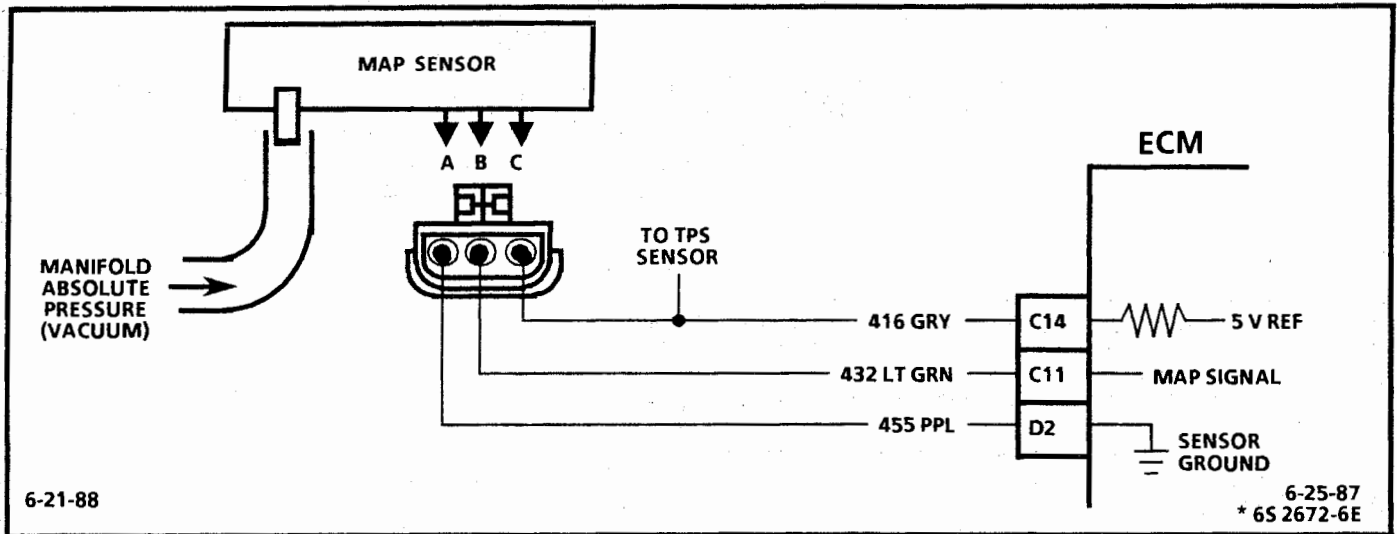 MAP SENSOR
A B C
ECM
TO TPS
SENSOR
MANIFOLD
ABSOLUTE
PRESSURE
(VACUUM)
416 GRY C14 5 V REF
432 LT GRN C11 MAP SIGNAL
455 PPL D2
SENSOR
GROUND
6-21-88
6-25-87
* 6S 2672-6E